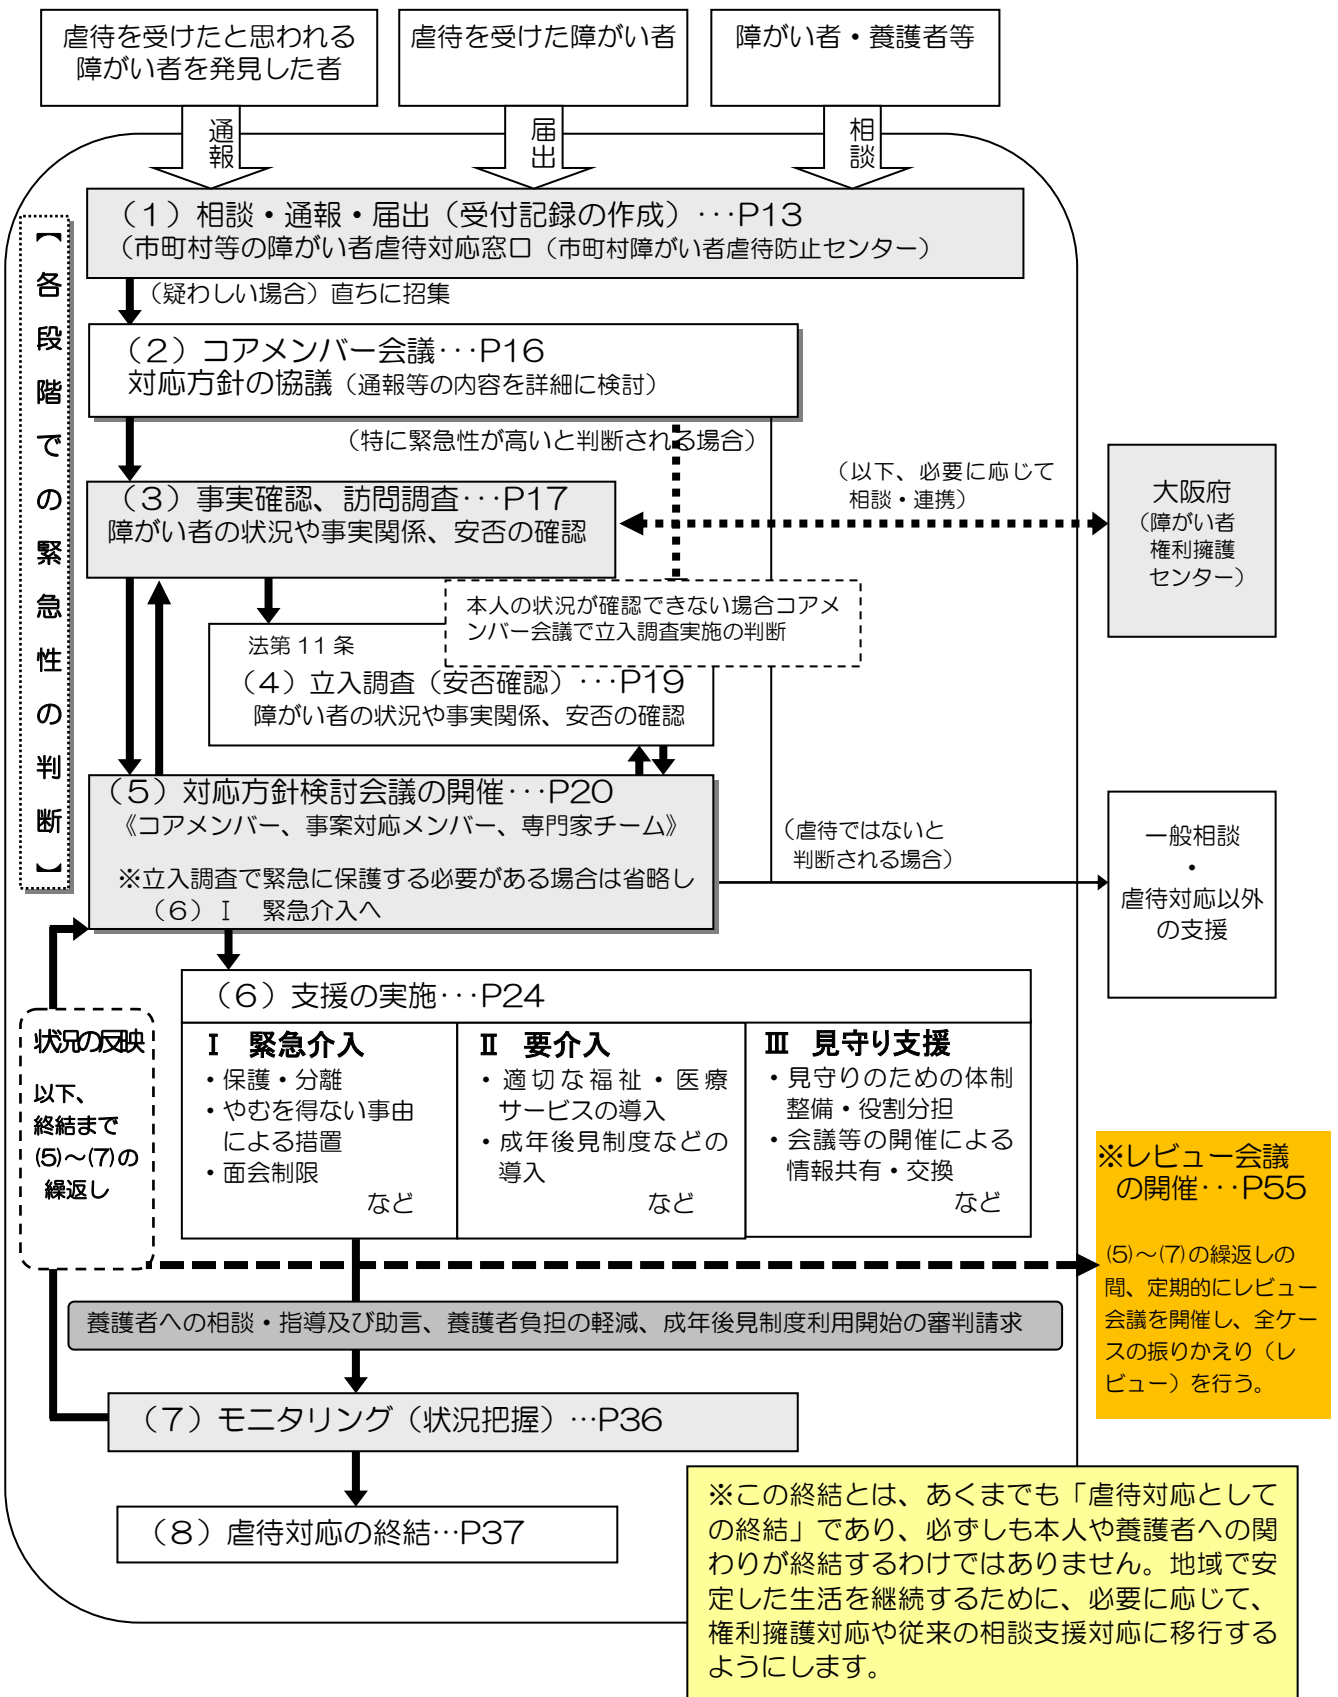 虐待を受けたと思われる
障がい者を発見した者
虐待を受けた障がい者
障がい者・養護者等
通報
届出
相談
【各段階での緊急性の判断】
（１）相談・通報・届出（受付記録の作成）･･･P13
（市町村等の障がい者虐待対応窓口（市町村障がい者虐待防止センター）
（疑わしい場合）直ちに招集
（２）コアメンバー会議･･･P16
対応方針の協議（通報等の内容を詳細に検討）
（特に緊急性が高いと判断される場合）
（３）事実確認、訪問調査･･･P17
障がい者の状況や事実関係、安否の確認
（以下、必要に応じて
相談・連携）
大阪府
（障がい者
権利擁護
センター）
本人の状況が確認できない場合コアメ
ンバー会議で立入調査実施の判断
法第 11 条
（４）立入調査（安否確認）･･･P19
障がい者の状況や事実関係、安否の確認
（５）対応方針検討会議の開催･･･P20
《コアメンバー、事案対応メンバー、専門家チーム》
※立入調査で緊急に保護する必要がある場合は省略し
（６）Ⅰ　緊急介入へ
（虐待ではないと
判断される場合）
一般相談
・
虐待対応以外
の支援
（６）支援の実施･･･P24
Ⅰ　緊急介入
・保護・分離
・やむを得ない事由
による措置
・面会制限
など
Ⅱ　要介入
・適切な福祉・医療
サービスの導入
・成年後見制度などの
導入
など
Ⅲ　見守り支援
・見守りのための体制
整備・役割分担
・会議等の開催による
情報共有・交換
など
状況の反映
以下、
終結まで
(5)～(7)の
繰返し
※レビュー会議
の開催･･･P55
(5)～(7)の繰返しの
間、定期的にレビュー
会議を開催し、全ケー
スの振りかえり（レ
ビュー）を行う。
養護者への相談・指導及び助言、養護者負担の軽減、成年後見制度利用開始の審判請求
（７）モニタリング（状況把握）…P36
（８）虐待対応の終結…P37
※この終結とは、あくまでも「虐待対応として
の終結」であり、必ずしも本人や養護者への関
わりが終結するわけではありません。地域で安
定した生活を継続するために、必要に応じて、
権利擁護対応や従来の相談支援対応に移行する
ようにします。